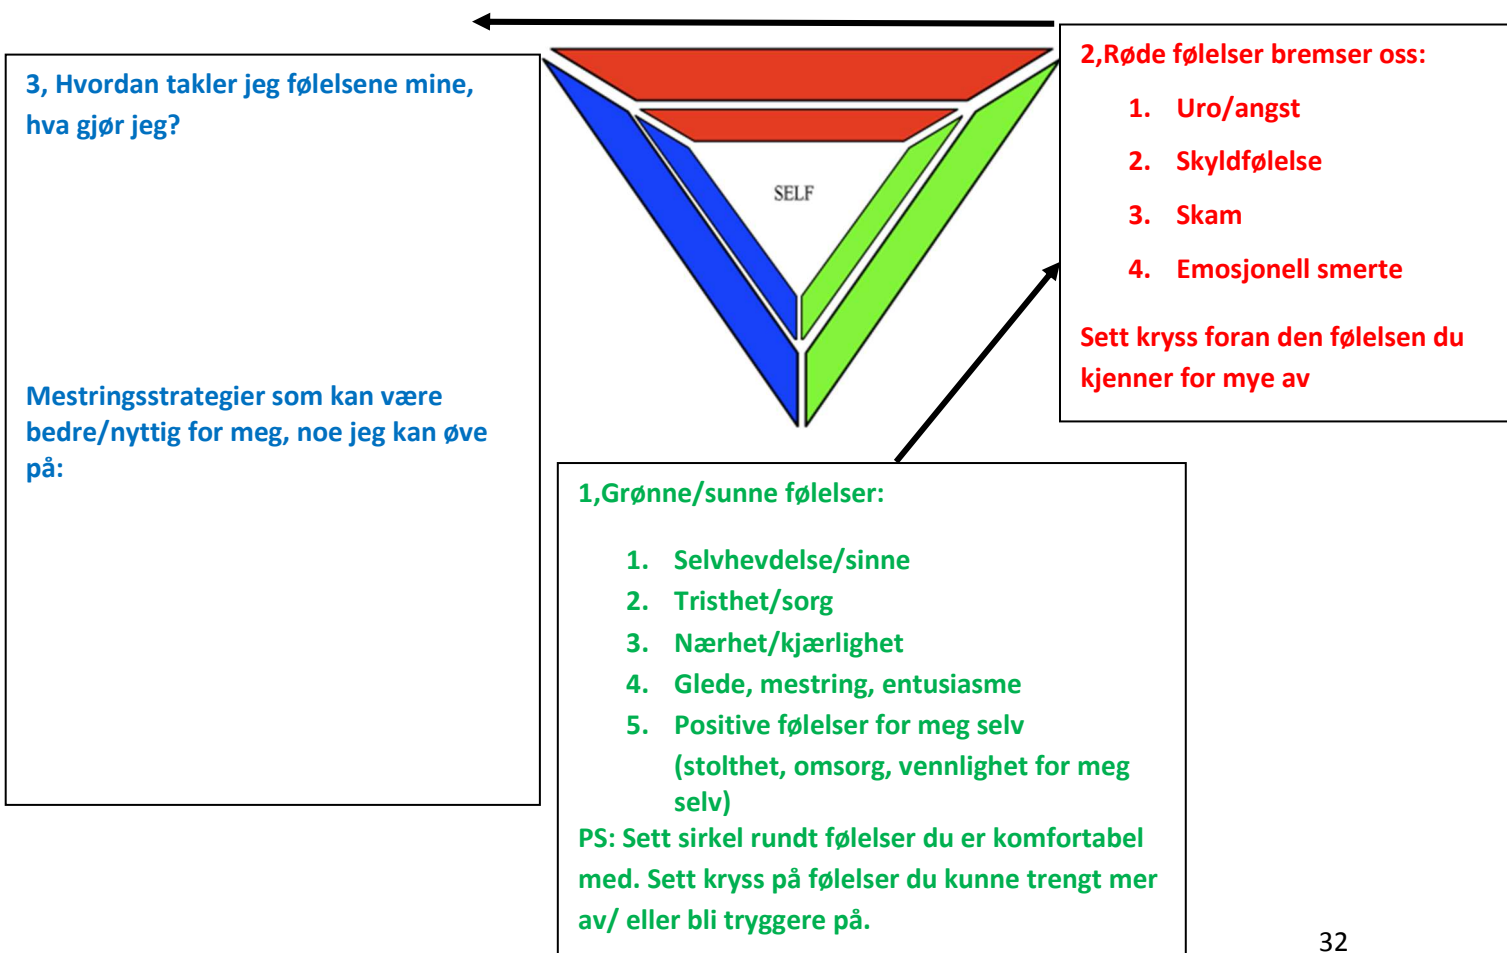 3, Hvordan takler jeg følelsene mine,
hva gjør jeg?
Mestringsstrategier som kan være
bedre/nyttig for meg, noe jeg kan øve
på:
SELF
2,Røde følelser bremser oss:
1. Uro/angst
2. Skyldfølelse
3. Skam
4. Emosjonell smerte
Sett kryss foran den følelsen du
kjenner for mye av
1,Grønne/sunne følelser:
1. Selvhevdelse/sinne
2. Tristhet/sorg
3. Nærhet/kjærlighet
4. Glede, mestring, entusiasme
5. Positive følelser for meg selv
(stolthet, omsorg, vennlighet for meg
selv)
PS: Sett sirkel rundt følelser du er komfortabel
med. Sett kryss på følelser du kunne trengt mer
av/ eller bli tryggere på.
32